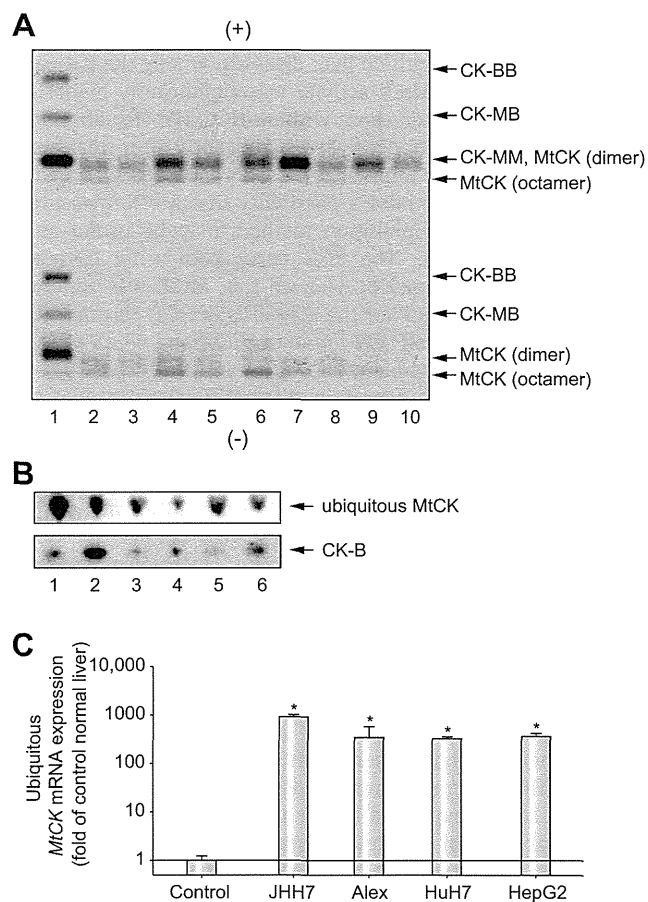 A
(+)
CK-BB
CK-MB
CK-MM, MtCK (dimer)
MtCK (octamer)
CK-BB
CK-MB
MtCK (dimer)
MtCK (octamer)
1 2 3 4 5 6 7 8 9 10
(-)
B
ubiquitous MtCK
CK-B
1 2 3 4 5 6
C
Ubiquitous
MtCK mRNA expression
(fold of control normal liver)
10,000
1000
100
10
1
* * * *
Control JHH7 Alex HuH7 HepG2